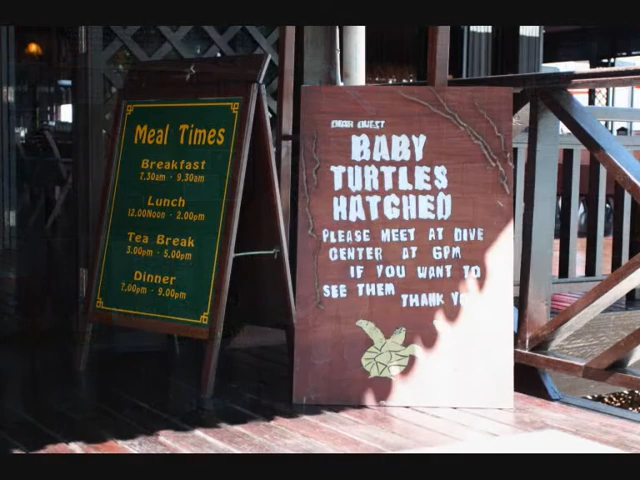 Meal Times
Breakfast
7.30am - 9.30am
Lunch
12.00Noon - 2.00pm
Tea Break
3.00pm - 5.00pm
Dinner
7.00pm - 9.00pm
DEAR GUEST
BABY
TURTLES
HATCHED
PLEASE MEET AT DIVE
CENTER AT 6PM
IF YOU WANT TO
SEE THEM
THANK